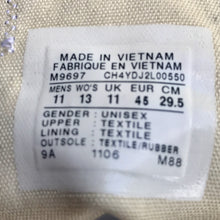 MADE IN VIETNAM
FABRIQUE EN VIETNAM
M9697 CH4YDJ2L00550
MENS WO'S UK EUR CM
11 13 11 45 29.5
GENDER : UNISEX
UPPER : TEXTILE
LINING : TEXTILE
OUTSOLE : TEXTILE/RUBBER
9A 1106 M88